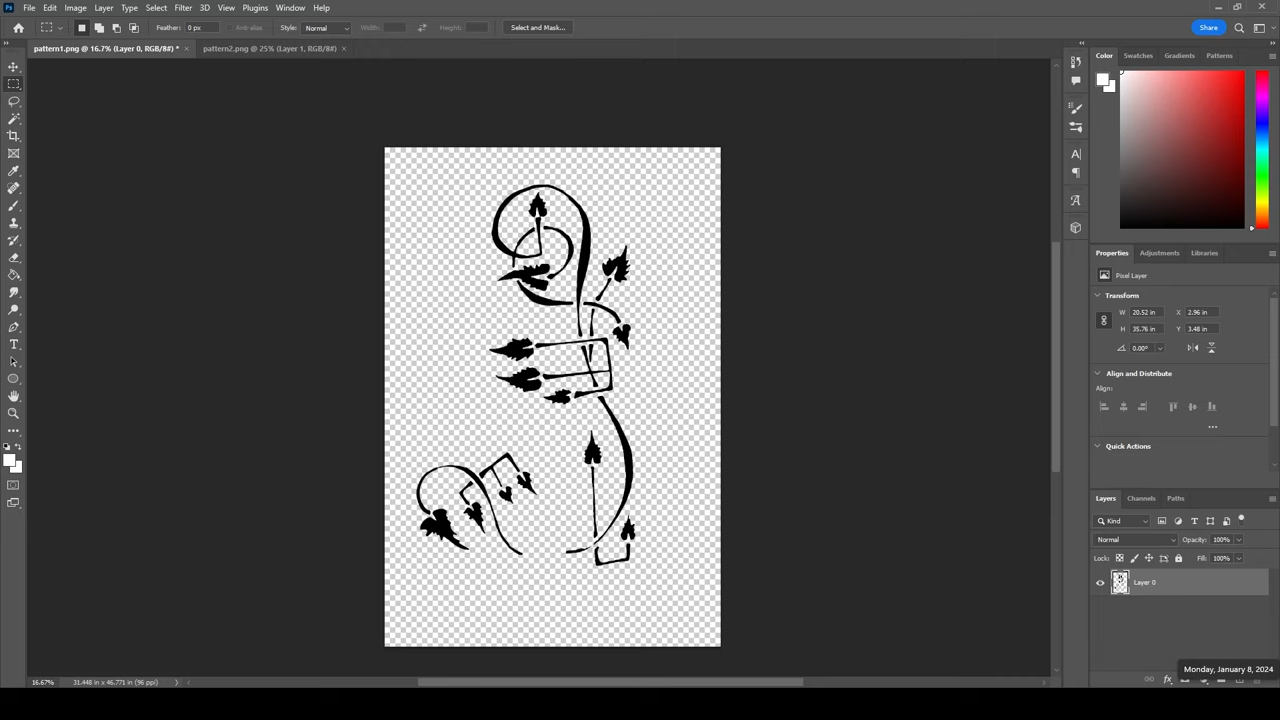 File Edit Image Layer Type Select Filter 3D View Plugins Window Help
Feather: 0 px Anti-alias Style: Normal Width: Height: Select and Mask... Share
pattern1.png @ 16.7% (Layer 0, RGB/8#) * × pattern2.png @ 25% (Layer 1, RGB/8#) ×
Color Swatches Gradients Patterns
Properties Adjustments Libraries
Pixel Layer
Transform
W 20.52 in X 2.96 in
H 35.76 in Y 3.48 in
0.00°
Align and Distribute
Align:
Quick Actions
Layers Channels Paths
Kind
Normal Opacity: 100%
Lock: Fill: 100%
Layer 0
Monday, January 8, 2024
16.67% 31.448 in x 46.771 in (96 ppi)